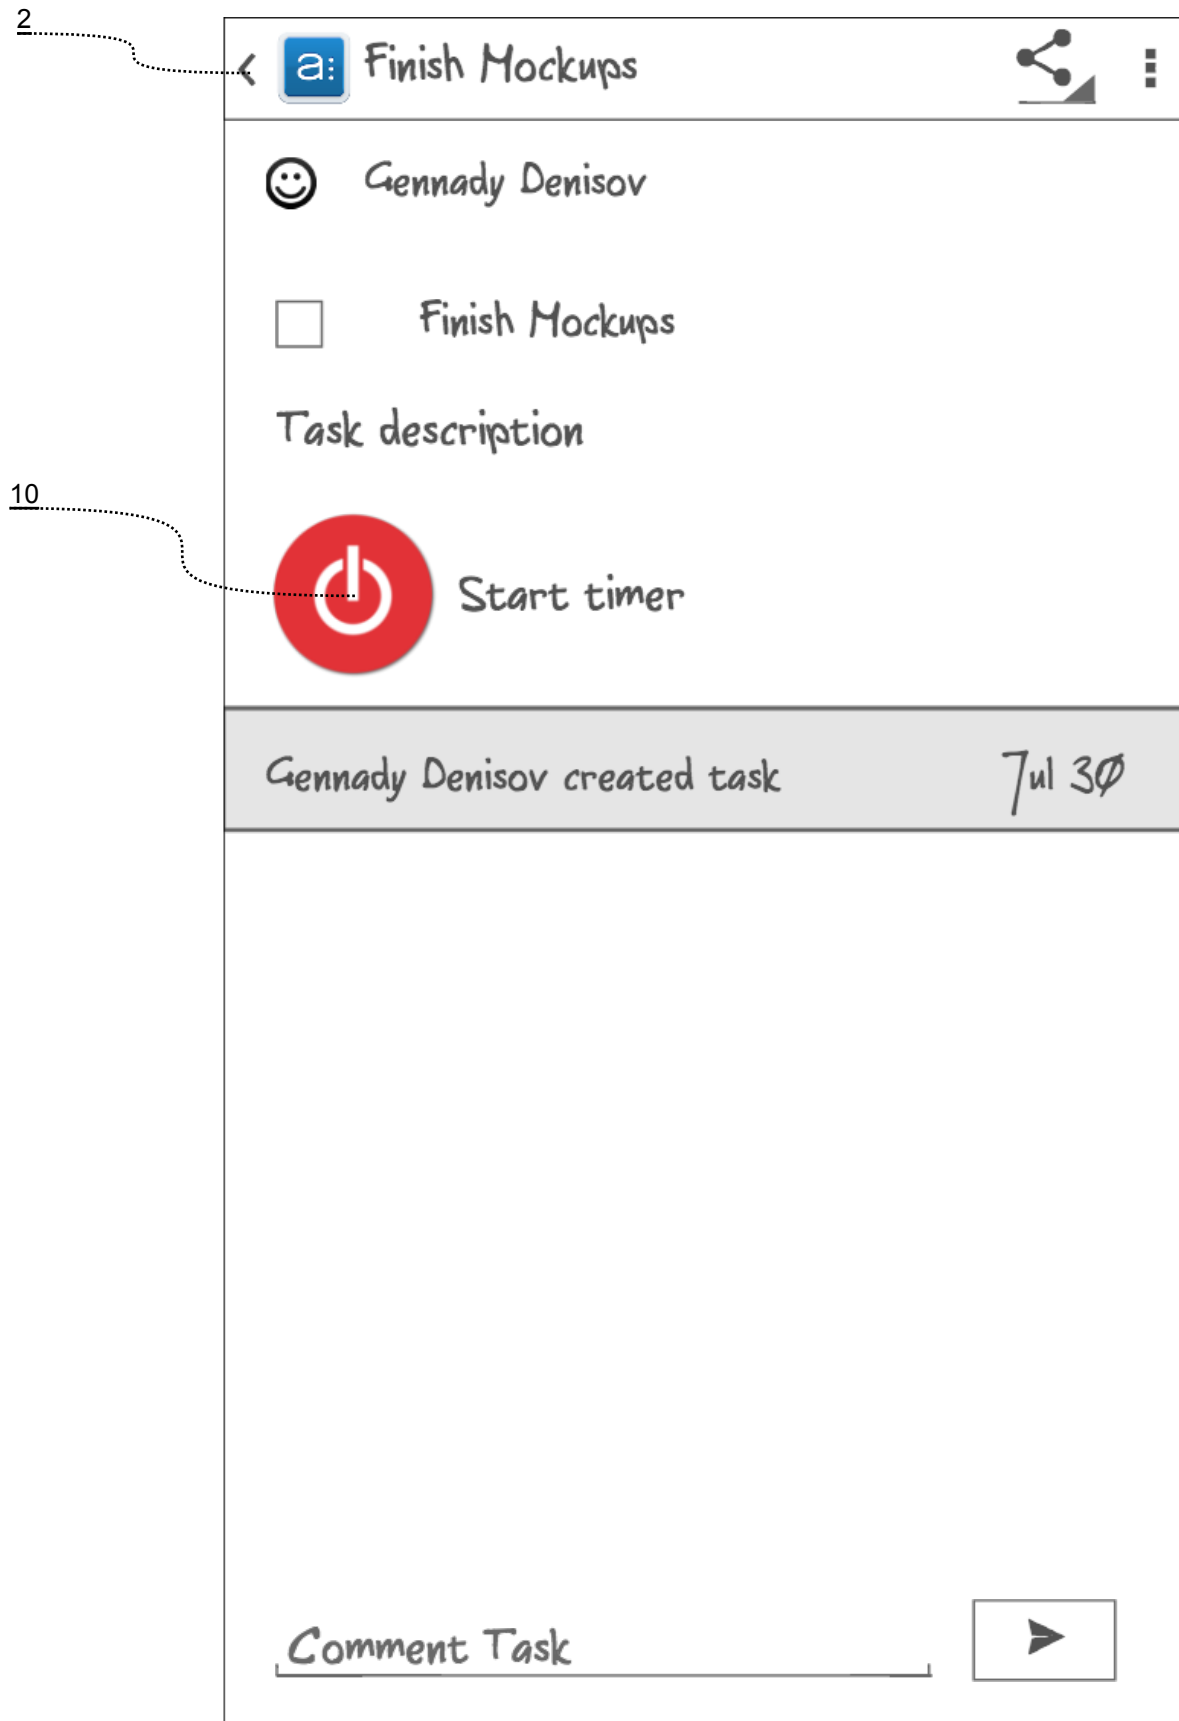 2
a: Finish Mockups
Gennady Denisov
Finish Mockups
Task description
10
Start timer
Gennady Denisov created task Jul 30
Comment Task